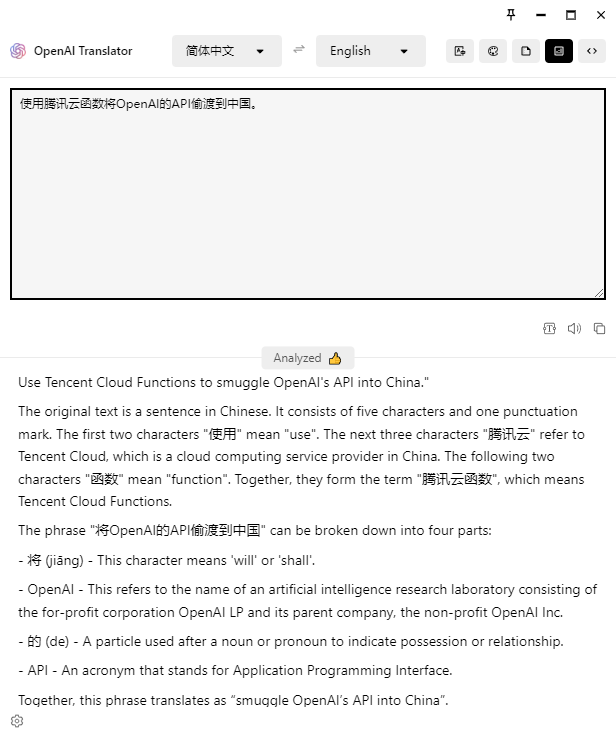 OpenAI Translator
简体中文
English
使用腾讯云函数将OpenAI的API偷渡到中国。
Analyzed 👍
Use Tencent Cloud Functions to smuggle OpenAI's API into China."
The original text is a sentence in Chinese. It consists of five characters and one punctuation
mark. The first two characters "使用" mean "use". The next three characters "腾讯云" refer to
Tencent Cloud, which is a cloud computing service provider in China. The following two
characters "函数" mean "function". Together, they form the term "腾讯云函数", which means
Tencent Cloud Functions.
The phrase "将OpenAI的API偷渡到中国" can be broken down into four parts:
- 将 (jiāng) - This character means 'will' or 'shall'.
- OpenAI - This refers to the name of an artificial intelligence research laboratory consisting of
the for-profit corporation OpenAI LP and its parent company, the non-profit OpenAI Inc.
- 的 (de) - A particle used after a noun or pronoun to indicate possession or relationship.
- API - An acronym that stands for Application Programming Interface.
Together, this phrase translates as “smuggle OpenAI’s API into China”.